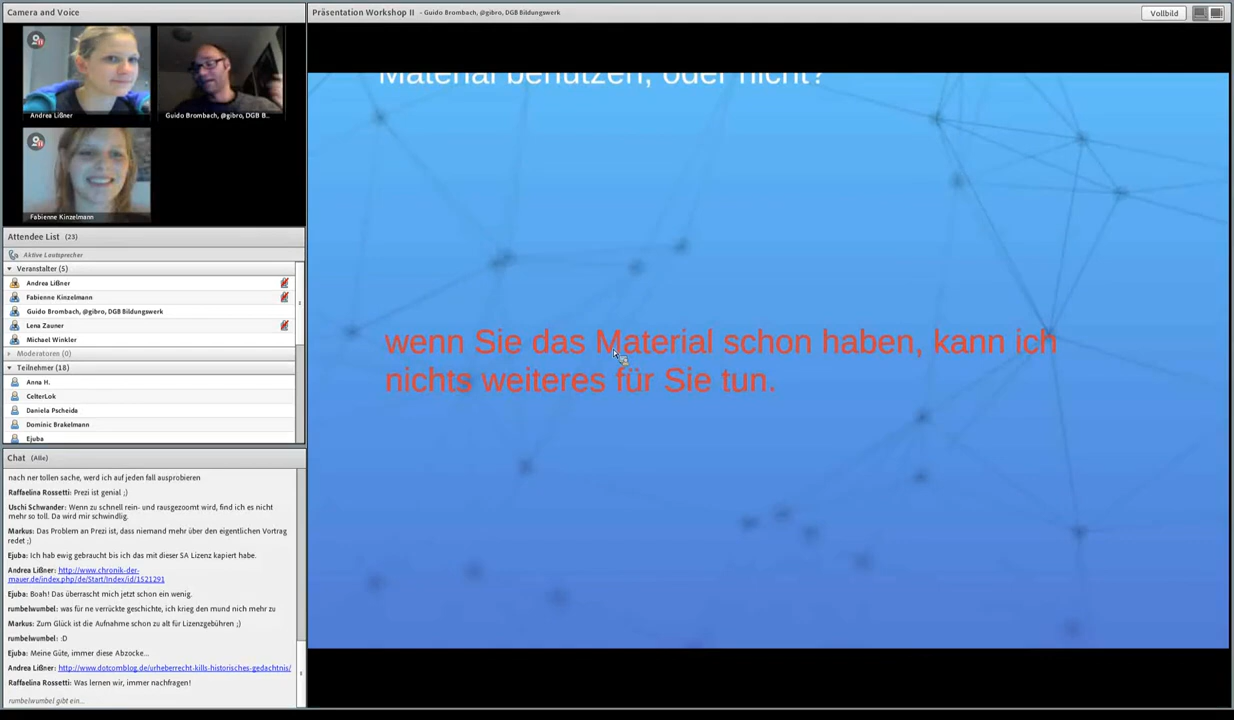 Camera and Voice
Andrea Lißner
Guido Brombach, @gibro, DGB B..
Fabienne Kinzelmann
Attendee List (23)
Aktive Lautsprecher
Veranstalter (5)
Andrea Lißner
Fabienne Kinzelmann
Guido Brombach, @gibro, DGB Bildungswerk
Lena Zauner
Michael Winkler
Moderatoren (0)
Teilnehmer (18)
Anna H.
CelterLok
Daniela Pscheida
Dominic Brakelmann
Ejuba
Chat (Alle)
nach ner tollen sache, werd ich auf jeden fall ausprobieren
Raffaelina Rossetti: Prezi ist genial ;)
Uschi Schwander: Wenn zu schnell rein- und rausgezoomt wird, find ich es nicht
mehr so toll. Da wird mir schwindlig.
Markus: Das Problem an Prezi ist, dass niemand mehr über den eigentlichen Vortrag
redet ;)
Ejuba: Ich hab ewig gebraucht bis ich das mit dieser SA Lizenz kapiert habe.
Andrea Lißner: http://www.chronik-der-
mauer.de/index.php/de/Start/Index/id/1521291
Ejuba: Boah! Das überrascht mich jetzt schon ein wenig.
rumbelwumbel: was für ne verrückte geschichte, ich krieg den mund nich mehr zu
Markus: Zum Glück ist die Aufnahme schon zu alt für Lizenzgebühren ;)
rumbelwumbel: :D
Ejuba: Meine Güte, immer diese Abzocke...
Andrea Lißner: http://www.dotcomblog.de/urheberrecht-kills-historisches-gedachtnis/
Raffaelina Rossetti: Was lernen wir, immer nachfragen!
rumbelwumbel gibt ein...
Präsentation Workshop II - Guido Brombach, @gibro, DGB Bildungswerk
Vollbild
Material benutzen, oder nicht?
wenn Sie das Material schon haben, kann ich
nichts weiteres für Sie tun.